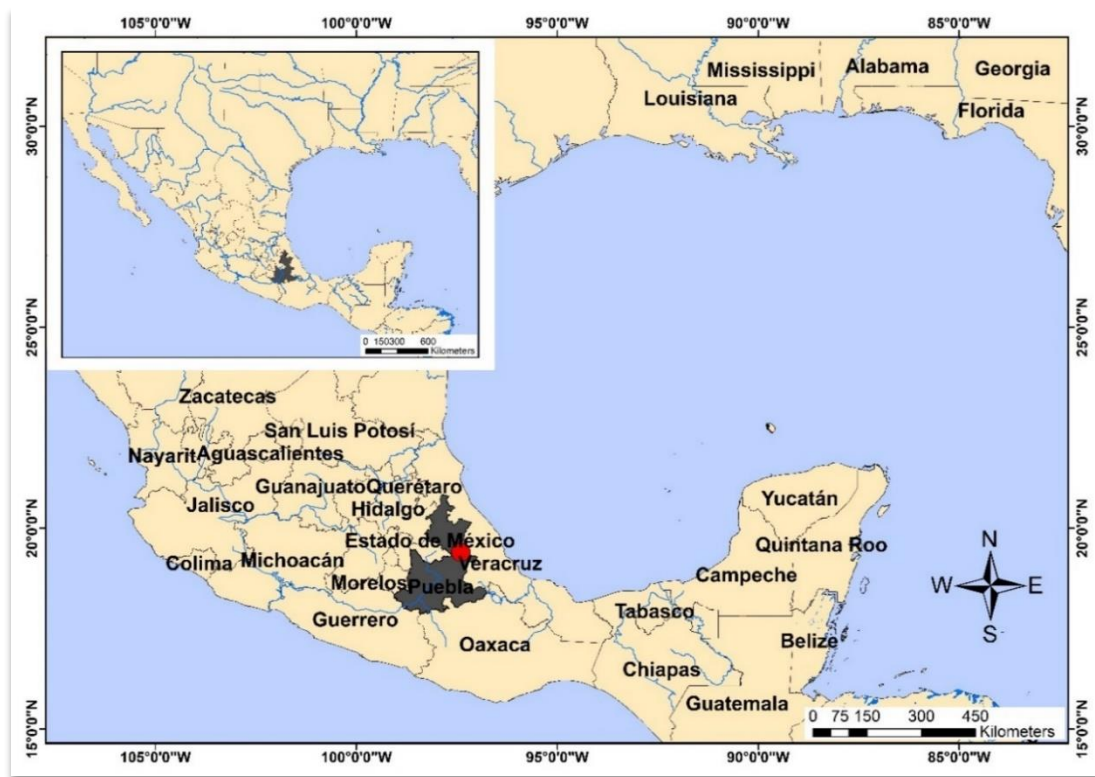 105°0'0"W 100°0'0"W 95°0'0"W 90°0'0"W 85°0'0"W
30°0'0"N
25°0'0"N
20°0'0"N
15°0'0"N
0 150300 600
Kilometers
Mississippi Alabama Georgia
Louisiana
Florida
Zacatecas
San Luis Potosí
Nayarit Aguascalientes
Guanajuato Querétaro
Jalisco Hidalgo
Estado de México
Colima Michoacán Veracruz
Morelos Puebla
Guerrero
Oaxaca
Yucatán
Quintana Roo
Campeche
Tabasco
Belize
Chiapas
Guatemala
N
W E
S
0 75 150 300 450
Kilometers
30°0'0"N
25°0'0"N
20°0'0"N
15°0'0"N
105°0'0"W 100°0'0"W 95°0'0"W 90°0'0"W 85°0'0"W